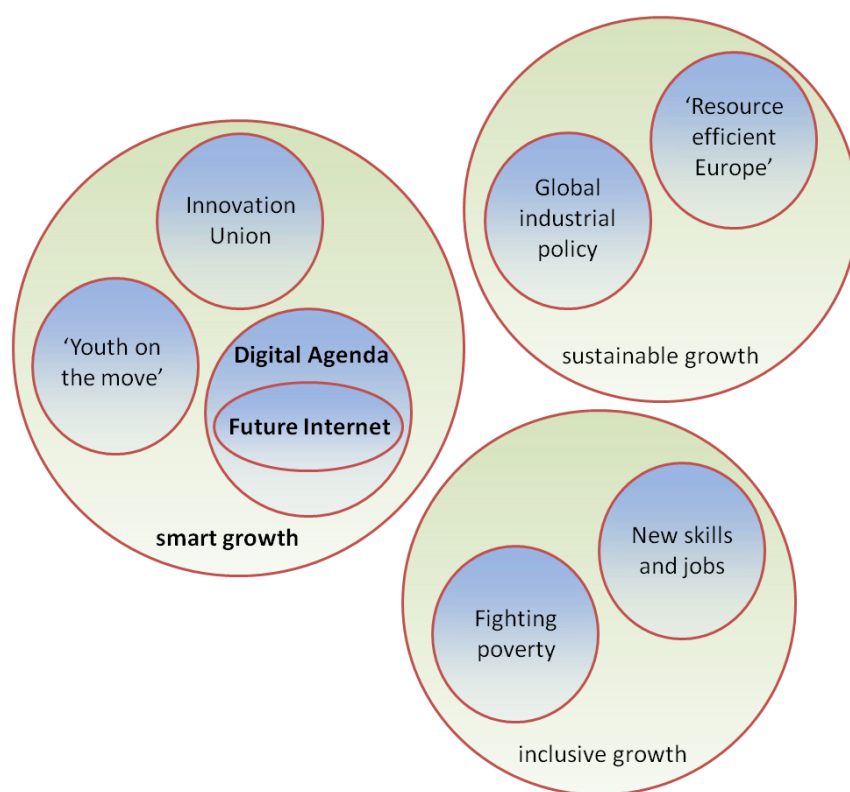 Innovation
Union
‘Youth on
the move’
Digital Agenda
Future Internet
smart growth
‘Resource
efficient
Europe’
Global
industrial
policy
sustainable growth
New skills
and jobs
Fighting
poverty
inclusive growth